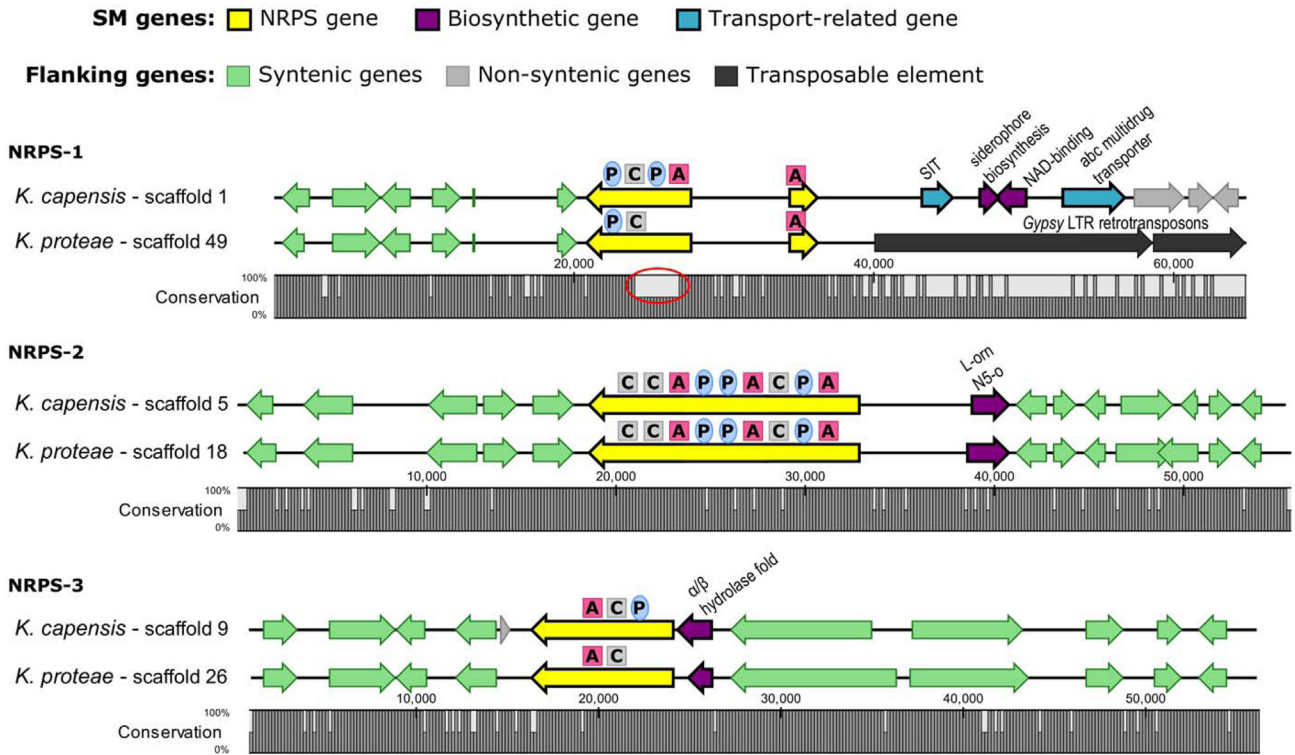 SM genes: NRPS gene Biosynthetic gene Transport-related gene
Flanking genes: Syntenic genes Non-syntenic genes Transposable element
NRPS-1
SIT siderophore biosynthesis NAD-binding abc multidrug transporter
P C P A A
K. capensis - scaffold 1
P C A
Gypsy LTR retrotransposons
K. proteae - scaffold 49
20,000 40,000 60,000
100%
Conservation
0%
NRPS-2
L-orn
N5-o
C C A P P A C P A
K. capensis - scaffold 5
C C A P P A C P A
K. proteae - scaffold 18
10,000 20,000 30,000 40,000 50,000
100%
Conservation
0%
NRPS-3
α/β
hydrolase fold
A C P
K. capensis - scaffold 9
A C
K. proteae - scaffold 26
10,000 20,000 30,000 40,000 50,000
100%
Conservation
0%